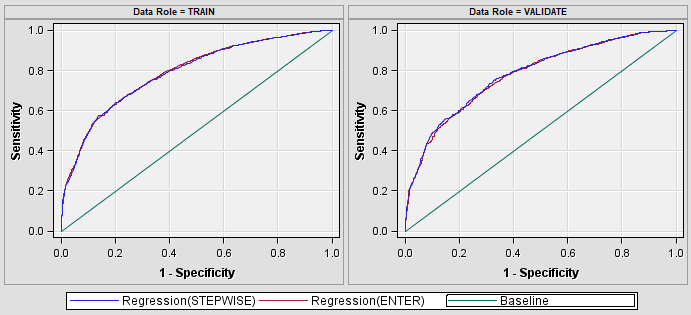 Data Role = TRAIN
Data Role = VALIDATE
Sensitivity
1.0
0.8
0.6
0.4
0.2
0.0
0.0 0.2 0.4 0.6 0.8 1.0
1 - Specificity
Sensitivity
1.0
0.8
0.6
0.4
0.2
0.0
0.0 0.2 0.4 0.6 0.8 1.0
1 - Specificity
Regression(STEPWISE) Regression(ENTER) Baseline